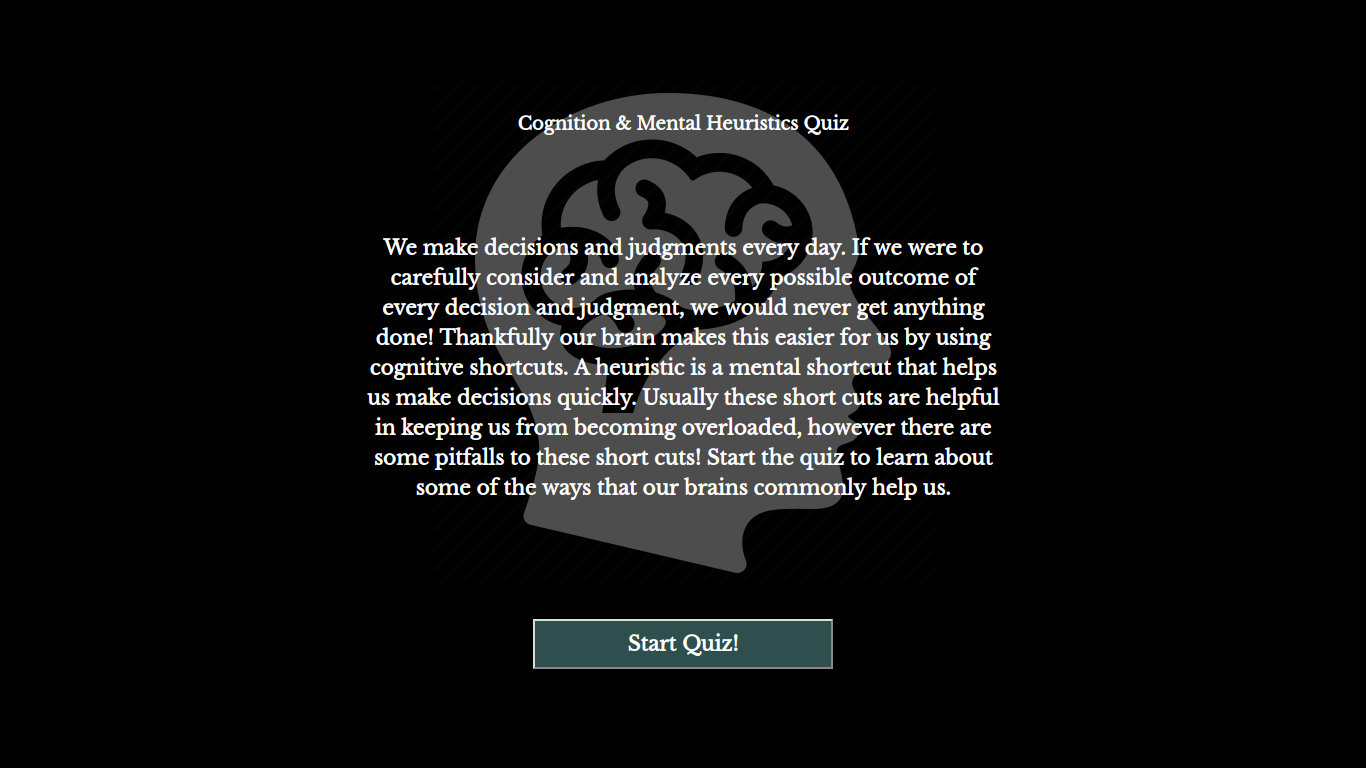 Cognition & Mental Heuristics Quiz
We make decisions and judgments every day. If we were to
carefully consider and analyze every possible outcome of
every decision and judgment, we would never get anything
done! Thankfully our brain makes this easier for us by using
cognitive shortcuts. A heuristic is a mental shortcut that helps
us make decisions quickly. Usually these short cuts are helpful
in keeping us from becoming overloaded, however there are
some pitfalls to these short cuts! Start the quiz to learn about
some of the ways that our brains commonly help us.
Start Quiz!